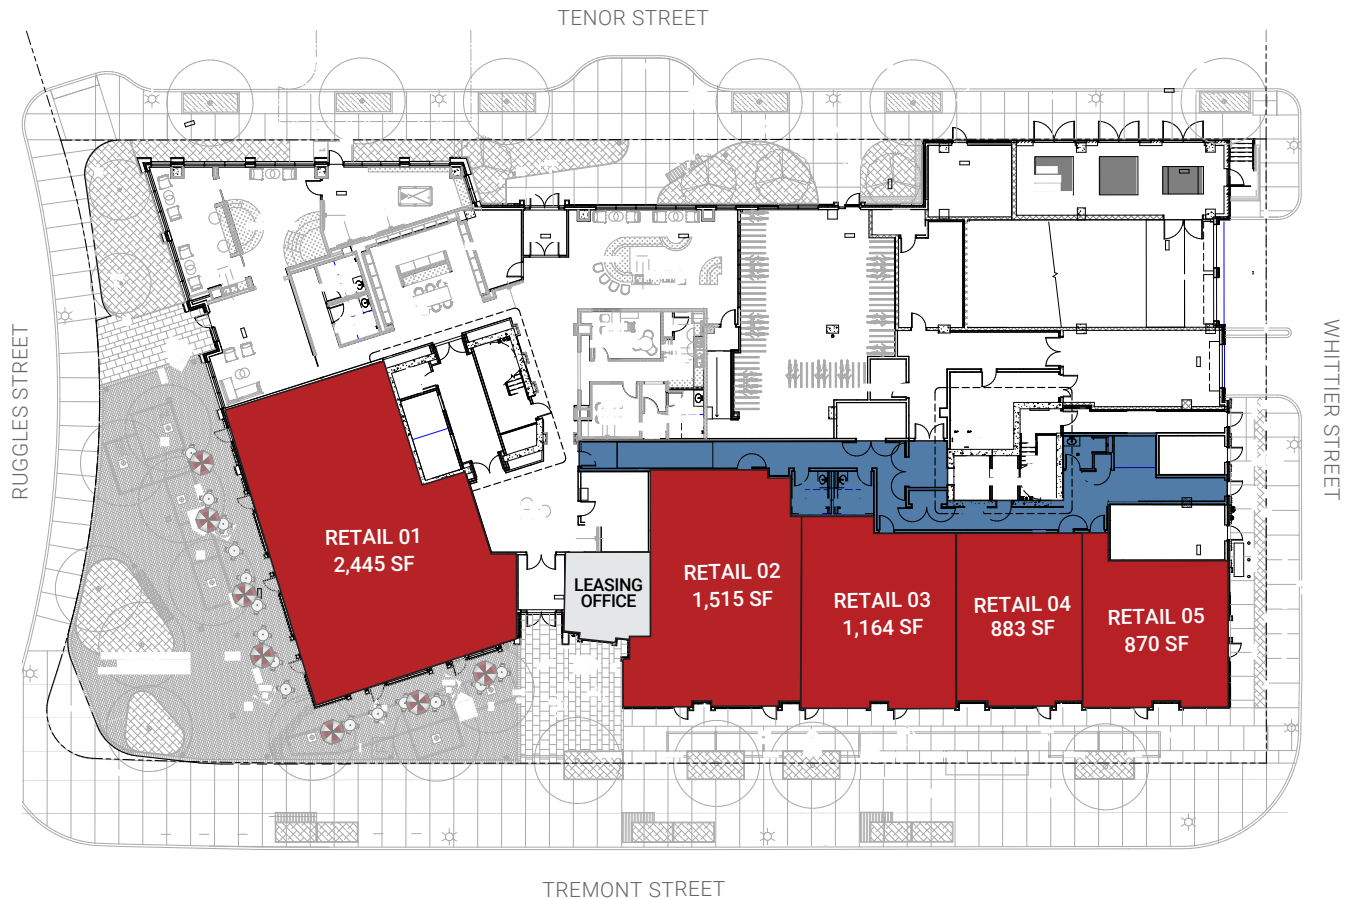 TENOR STREET
RUGGLES STREET
WHITTIER STREET
RETAIL 01
2,445 SF
LEASING
OFFICE
RETAIL 02
1,515 SF
RETAIL 03
1,164 SF
RETAIL 04
883 SF
RETAIL 05
870 SF
TREMONT STREET